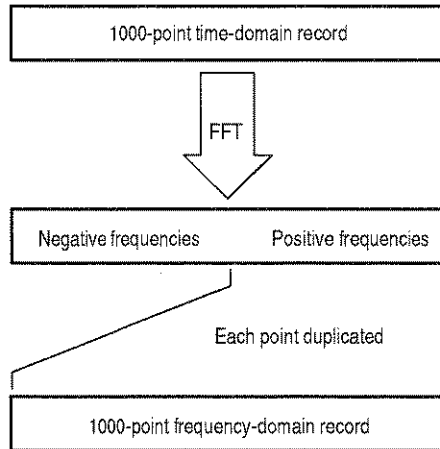 1000-point time-domain record
FFT
Negative frequencies Positive frequencies
Each point duplicated
1000-point frequency-domain record